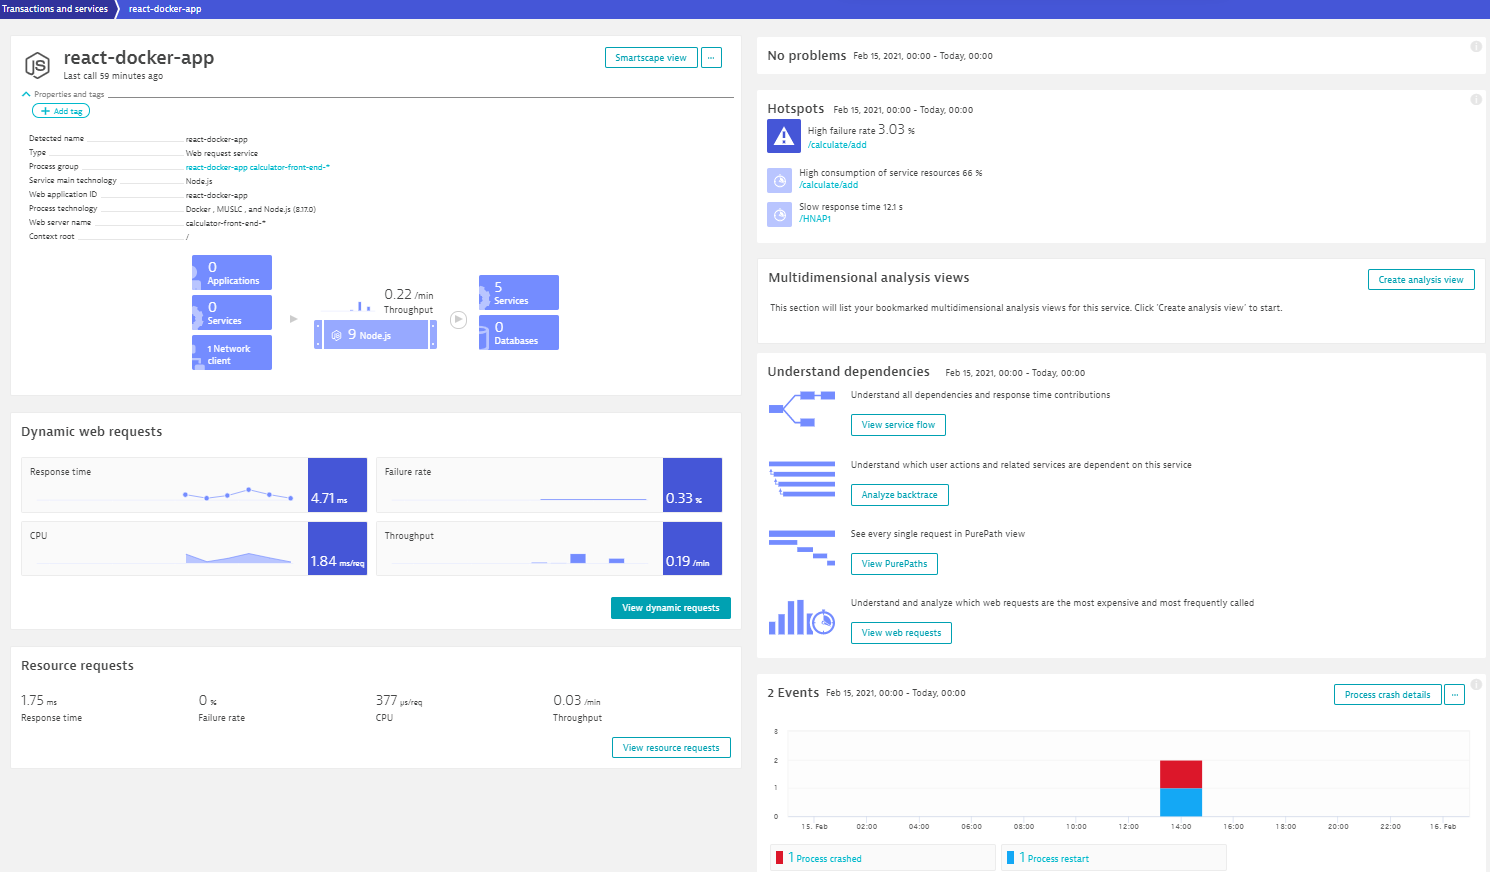 Transactions and services
react-docker-app
JS
react-docker-app
Last call 59 minutes ago
Smartscape view
...
Properties and tags
+ Add tag
Detected name react-docker-app
Type Web request service
Process group react-docker-app calculator-front-end-*
Service main technology Node.js
Web application ID react-docker-app
Process technology Docker , MUSLC , and Node.js (8.17.0)
Web server name calculator-front-end-*
Context root /
0
Applications
0
Services
1 Network
client
0.22 /min
Throughput
9 Node.js
5
Services
0
Databases
Dynamic web requests
Response time
4.71 ms
Failure rate
0.33 %
CPU
1.84 ms/req
Throughput
0.19 /min
View dynamic requests
Resource requests
1.75 ms
Response time
0 %
Failure rate
377 µs/req
CPU
0.03 /min
Throughput
View resource requests
No problems Feb 15, 2021, 00:00 - Today, 00:00
Hotspots Feb 15, 2021, 00:00 - Today, 00:00
High failure rate 3.03 %
/calculate/add
High consumption of service resources 66 %
/calculate/add
Slow response time 12.1 s
/HNAP1
Multidimensional analysis views
Create analysis view
This section will list your bookmarked multidimensional analysis views for this service. Click 'Create analysis view' to start.
Understand dependencies Feb 15, 2021, 00:00 - Today, 00:00
Understand all dependencies and response time contributions
View service flow
Understand which user actions and related services are dependent on this service
Analyze backtrace
See every single request in PurePath view
View PurePaths
Understand and analyze which web requests are the most expensive and most frequently called
View web requests
2 Events Feb 15, 2021, 00:00 - Today, 00:00
Process crash details
...
3
2
1
0
15. Feb 02:00 04:00 06:00 08:00 10:00 12:00 14:00 16:00 18:00 20:00 22:00 16. Feb
1 Process crashed
1 Process restart